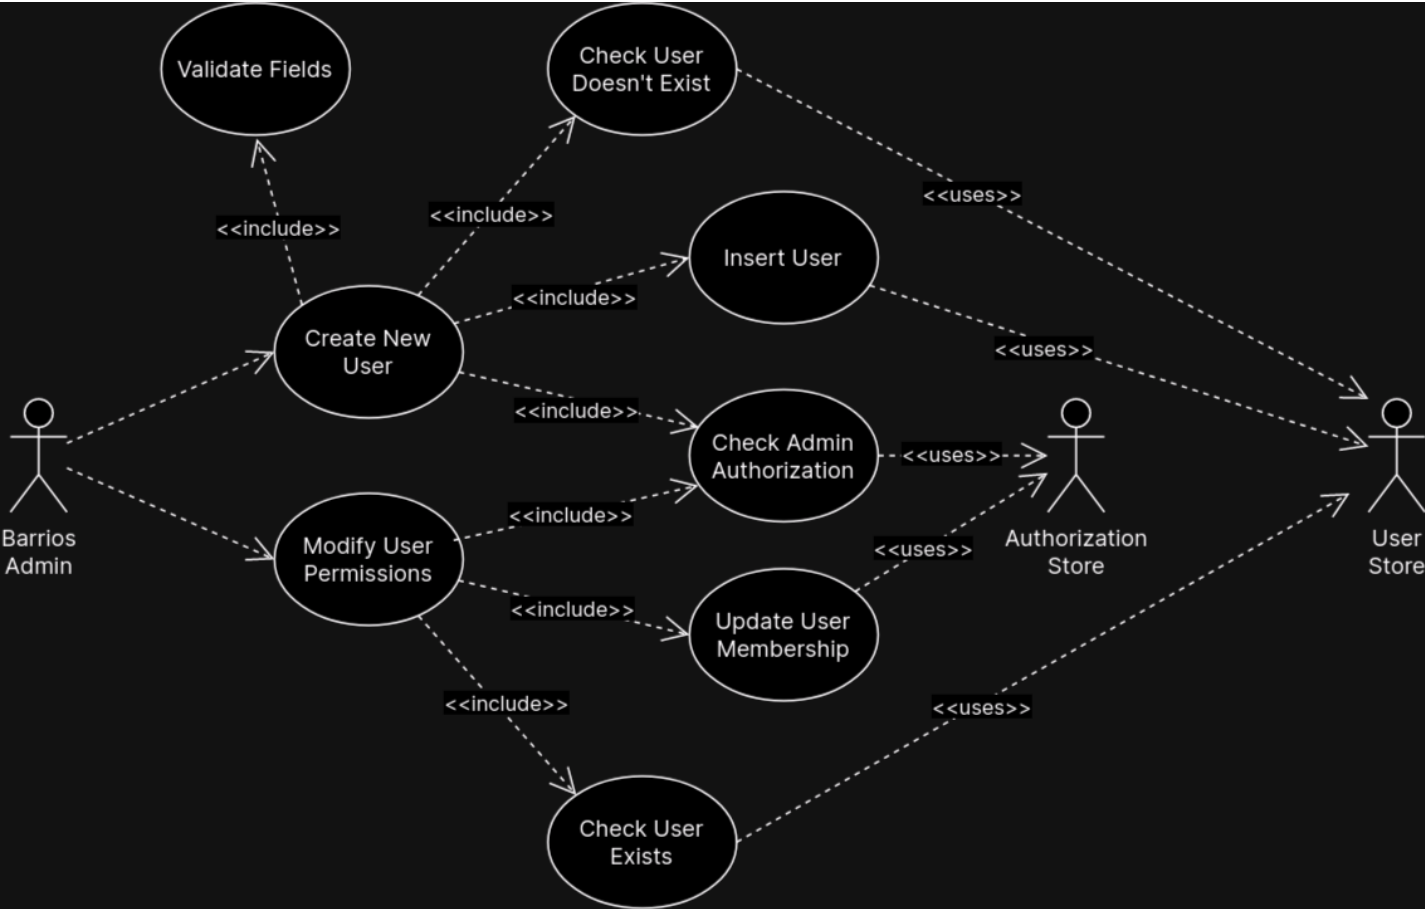 Validate Fields
Check User
Doesn't Exist
<<uses>>
<<include>>
<<include>>
Insert User
<<include>>
Create New
User
<<uses>>
<<include>>
Check Admin
Authorization
<<uses>>
Barrios
Admin
<<include>>
Modify User
Permissions
<<uses>>
Authorization
Store
User
Store
<<include>>
Update User
Membership
<<include>>
<<uses>>
Check User
Exists